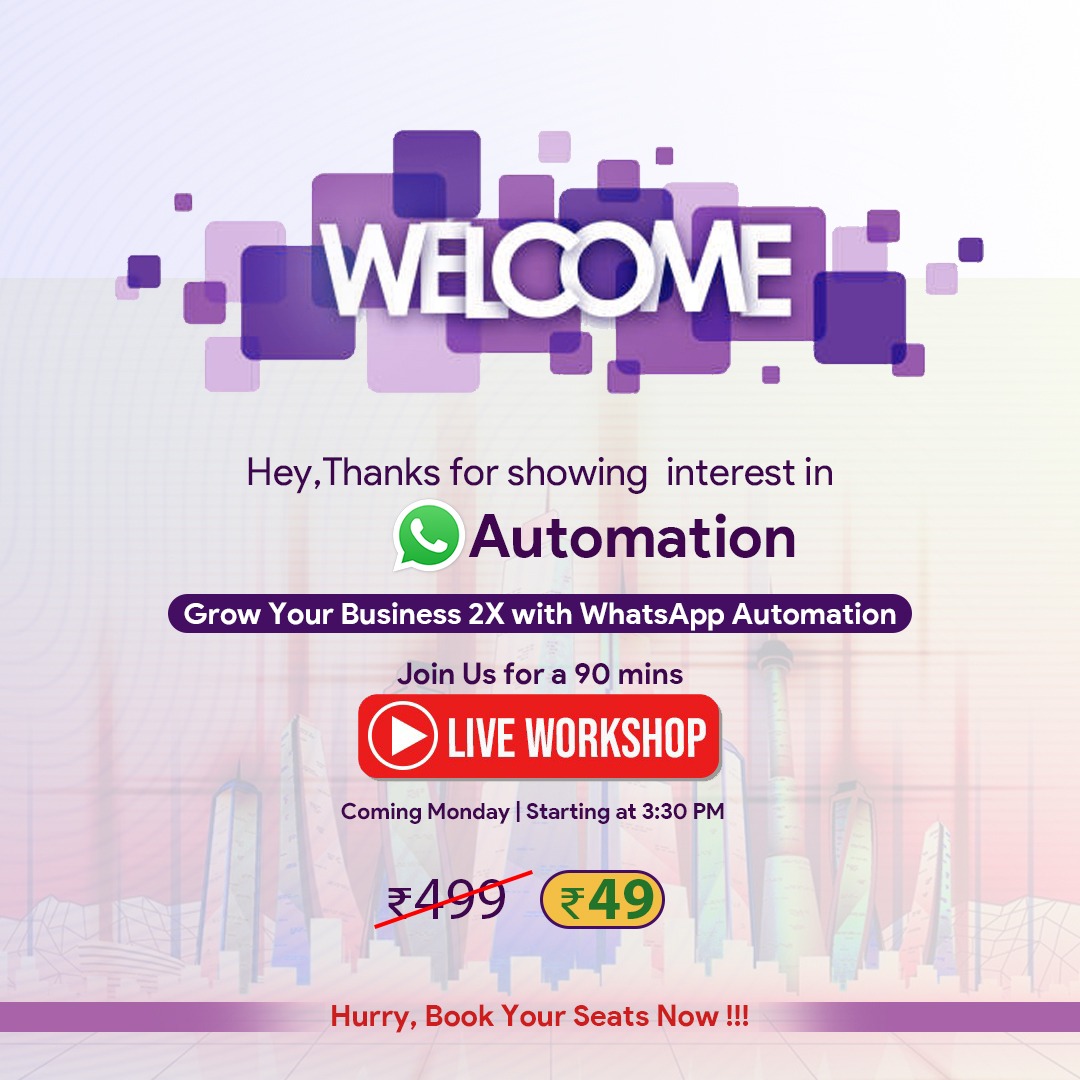 WELCOME
Hey,Thanks for showing interest in
Automation
Grow Your Business 2X with WhatsApp Automation
Join Us for a 90 mins
LIVE WORKSHOP
Coming Monday | Starting at 3:30 PM
₹499 ₹49
Hurry, Book Your Seats Now !!!